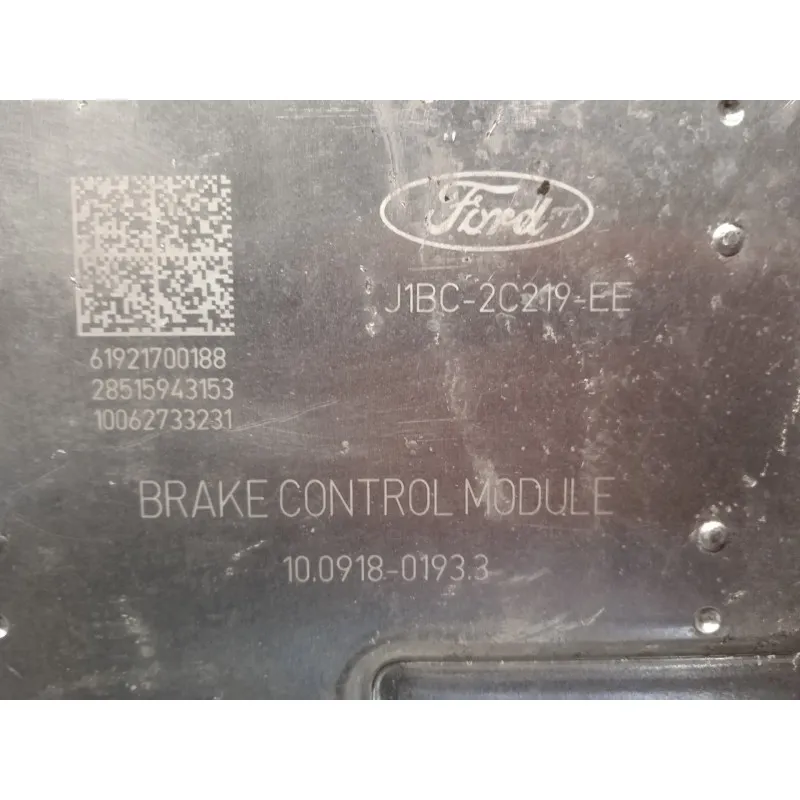 Ford
J1BC-2C219-EE
61921700188
28515943153
10062733231
BRAKE CONTROL MODULE
10.0918-0193.3